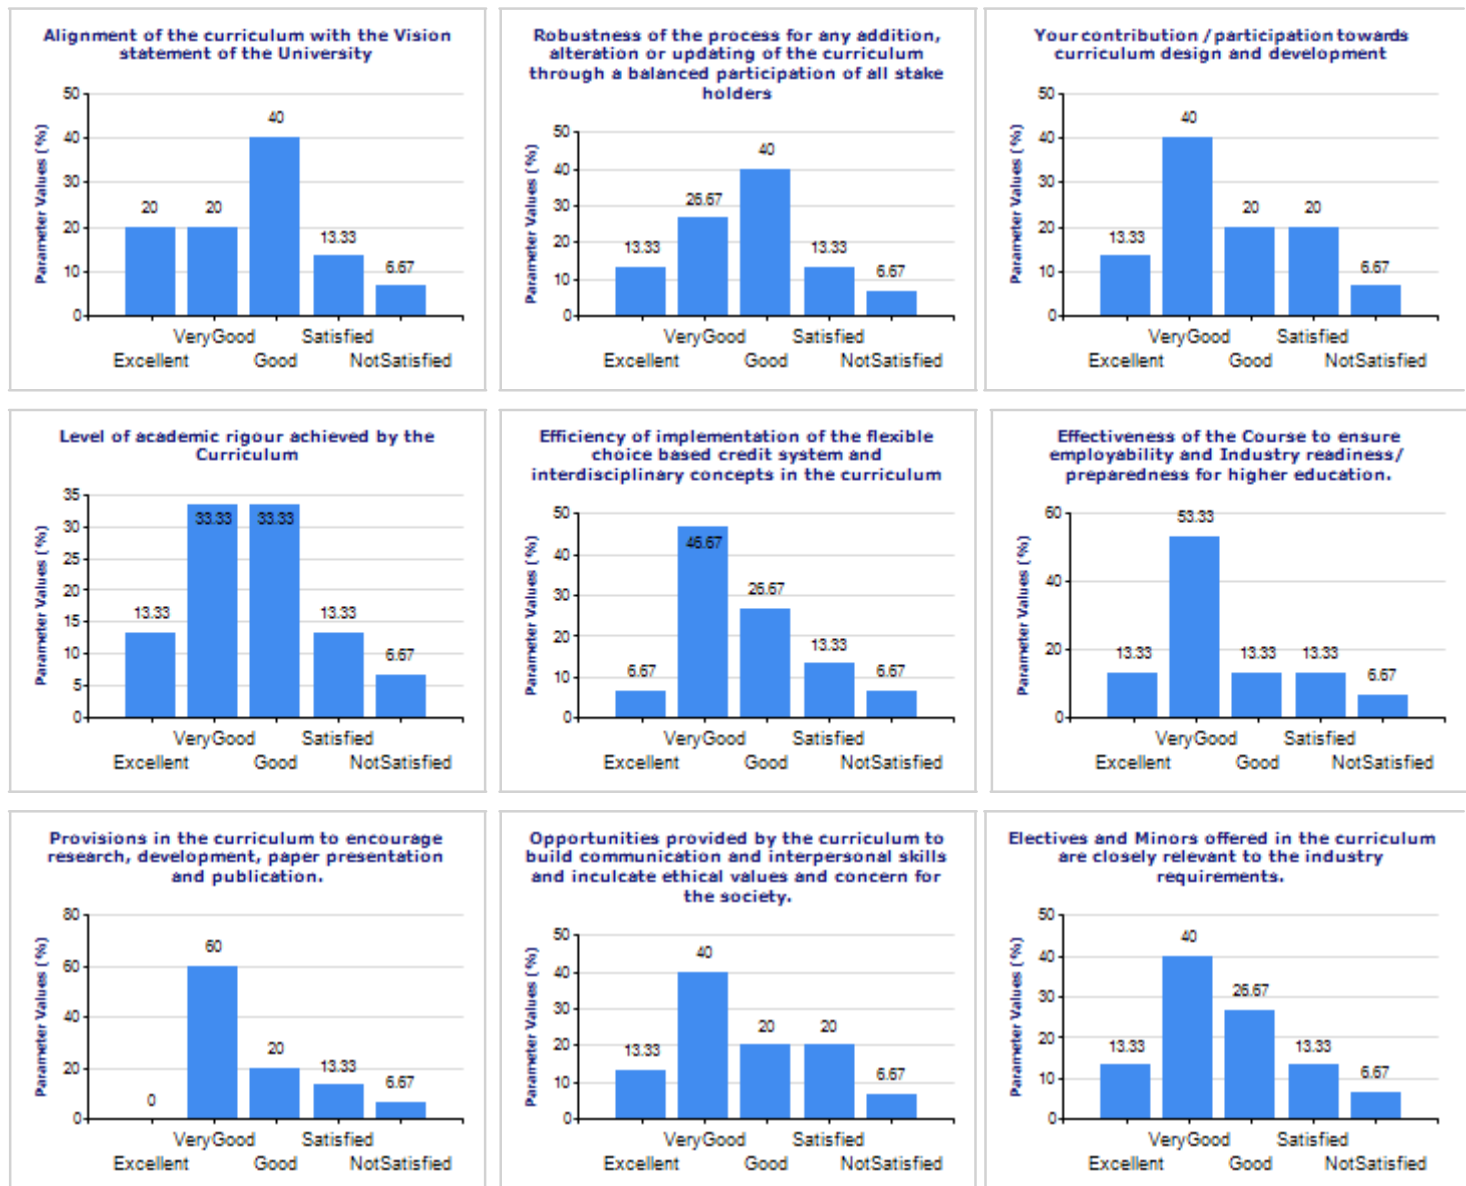 Alignment of the curriculum with the Vision
statement of the University
Parameter Values (%)
50
40
30
20
10
0
20
20
40
13.33
6.67
VeryGood
Satisfied
Excellent
Good
NotSatisfied
Robustness of the process for any addition,
alteration or updating of the curriculum
through a balanced participation of all stake
holders
Parameter Values (%)
50
40
30
20
10
0
13.33
26.67
40
13.33
6.67
VeryGood
Satisfied
Excellent
Good
NotSatisfied
Your contribution / participation towards
curriculum design and development
Parameter Values (%)
50
40
30
20
10
0
13.33
40
20
20
6.67
VeryGood
Satisfied
Excellent
Good
NotSatisfied
Level of academic rigour achieved by the
Curriculum
Parameter Values (%)
35
30
25
20
15
10
5
0
13.33
33.33
33.33
13.33
6.67
VeryGood
Satisfied
Excellent
Good
NotSatisfied
Efficiency of implementation of the flexible
choice based credit system and
interdisciplinary concepts in the curriculum
Parameter Values (%)
50
40
30
20
10
0
6.67
46.67
26.67
13.33
6.67
VeryGood
Satisfied
Excellent
Good
NotSatisfied
Effectiveness of the Course to ensure
employability and Industry readiness/
preparedness for higher education.
Parameter Values (%)
60
40
20
0
13.33
53.33
13.33
13.33
6.67
VeryGood
Satisfied
Excellent
Good
NotSatisfied
Provisions in the curriculum to encourage
research, development, paper presentation
and publication.
Parameter Values (%)
80
60
40
20
0
0
60
20
13.33
6.67
VeryGood
Satisfied
Excellent
Good
NotSatisfied
Opportunities provided by the curriculum to
build communication and interpersonal skills
and inculcate ethical values and concern for
the society.
Parameter Values (%)
50
40
30
20
10
0
13.33
40
20
20
6.67
VeryGood
Satisfied
Excellent
Good
NotSatisfied
Electives and Minors offered in the curriculum
are closely relevant to the industry
requirements.
Parameter Values (%)
50
40
30
20
10
0
13.33
40
26.67
13.33
6.67
VeryGood
Satisfied
Excellent
Good
NotSatisfied